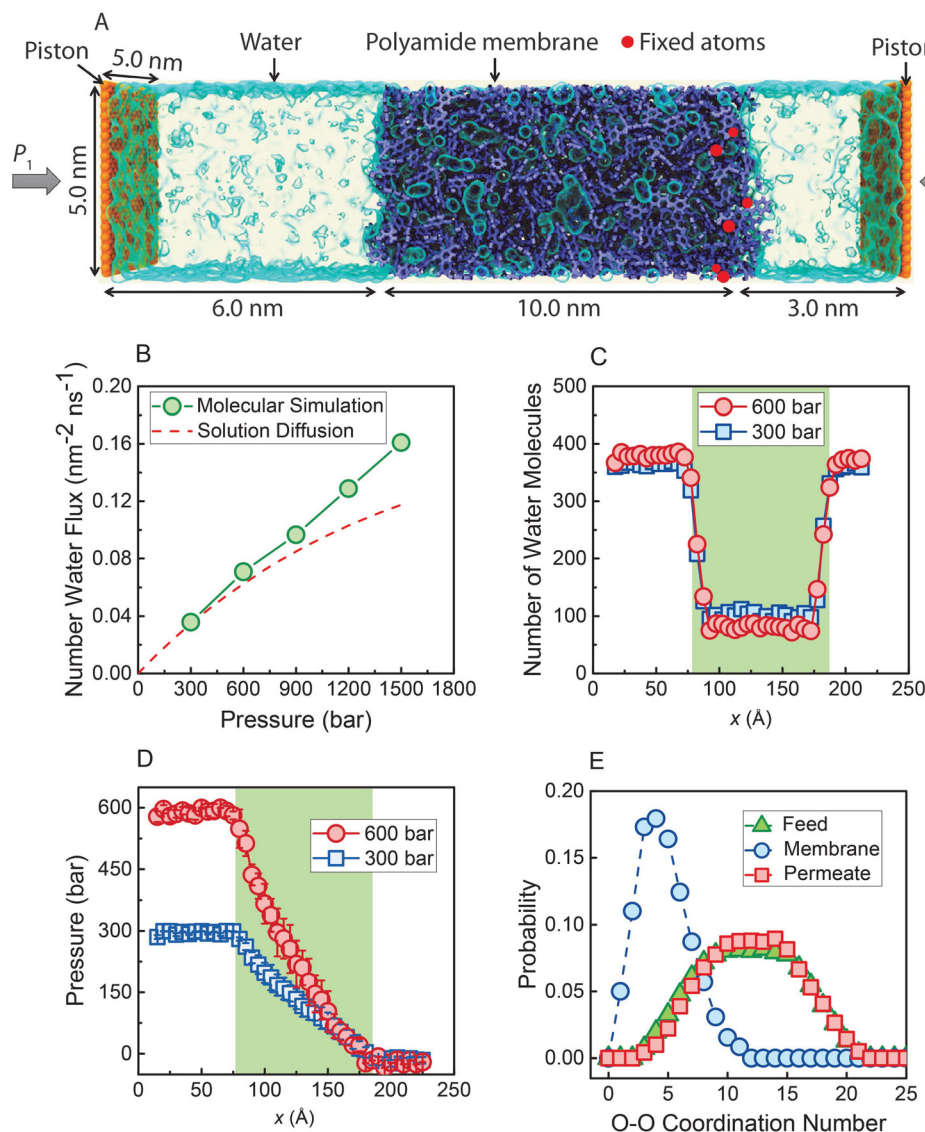 A
Piston
5.0 nm
Water
Polyamide membrane
Fixed atoms
P1
5.0 nm
6.0 nm
10.0 nm
3.0 nm
B
Number Water Flux (nm-2 ns-1)
0.20
0.16
0.12
0.08
0.04
0.00
Molecular Simulation
Solution Diffusion
0 300 600 900 1200 1500 1800
Pressure (bar)
C
Number of Water Molecules
500
400
300
200
100
0
600 bar
300 bar
0 50 100 150 200 250
x (Å)
D
Pressure (bar)
600
450
300
150
0
600 bar
300 bar
0 50 100 150 200 250
x (Å)
E
Probability
0.20
0.15
0.10
0.05
0.00
Feed
Membrane
Permeate
0 5 10 15 20 25
O-O Coordination Number